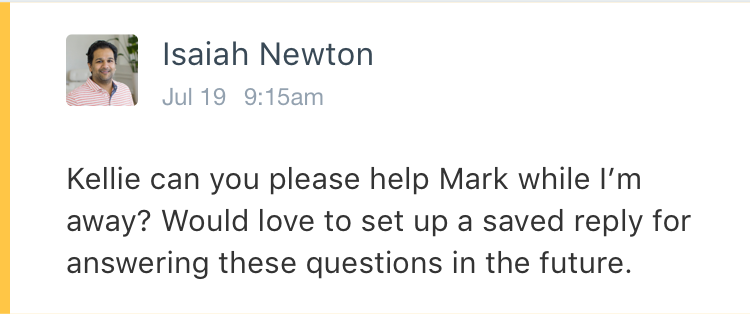 Isaiah Newton
Jul 19 9:15am
Kellie can you please help Mark while I’m
away? Would love to set up a saved reply for
answering these questions in the future.